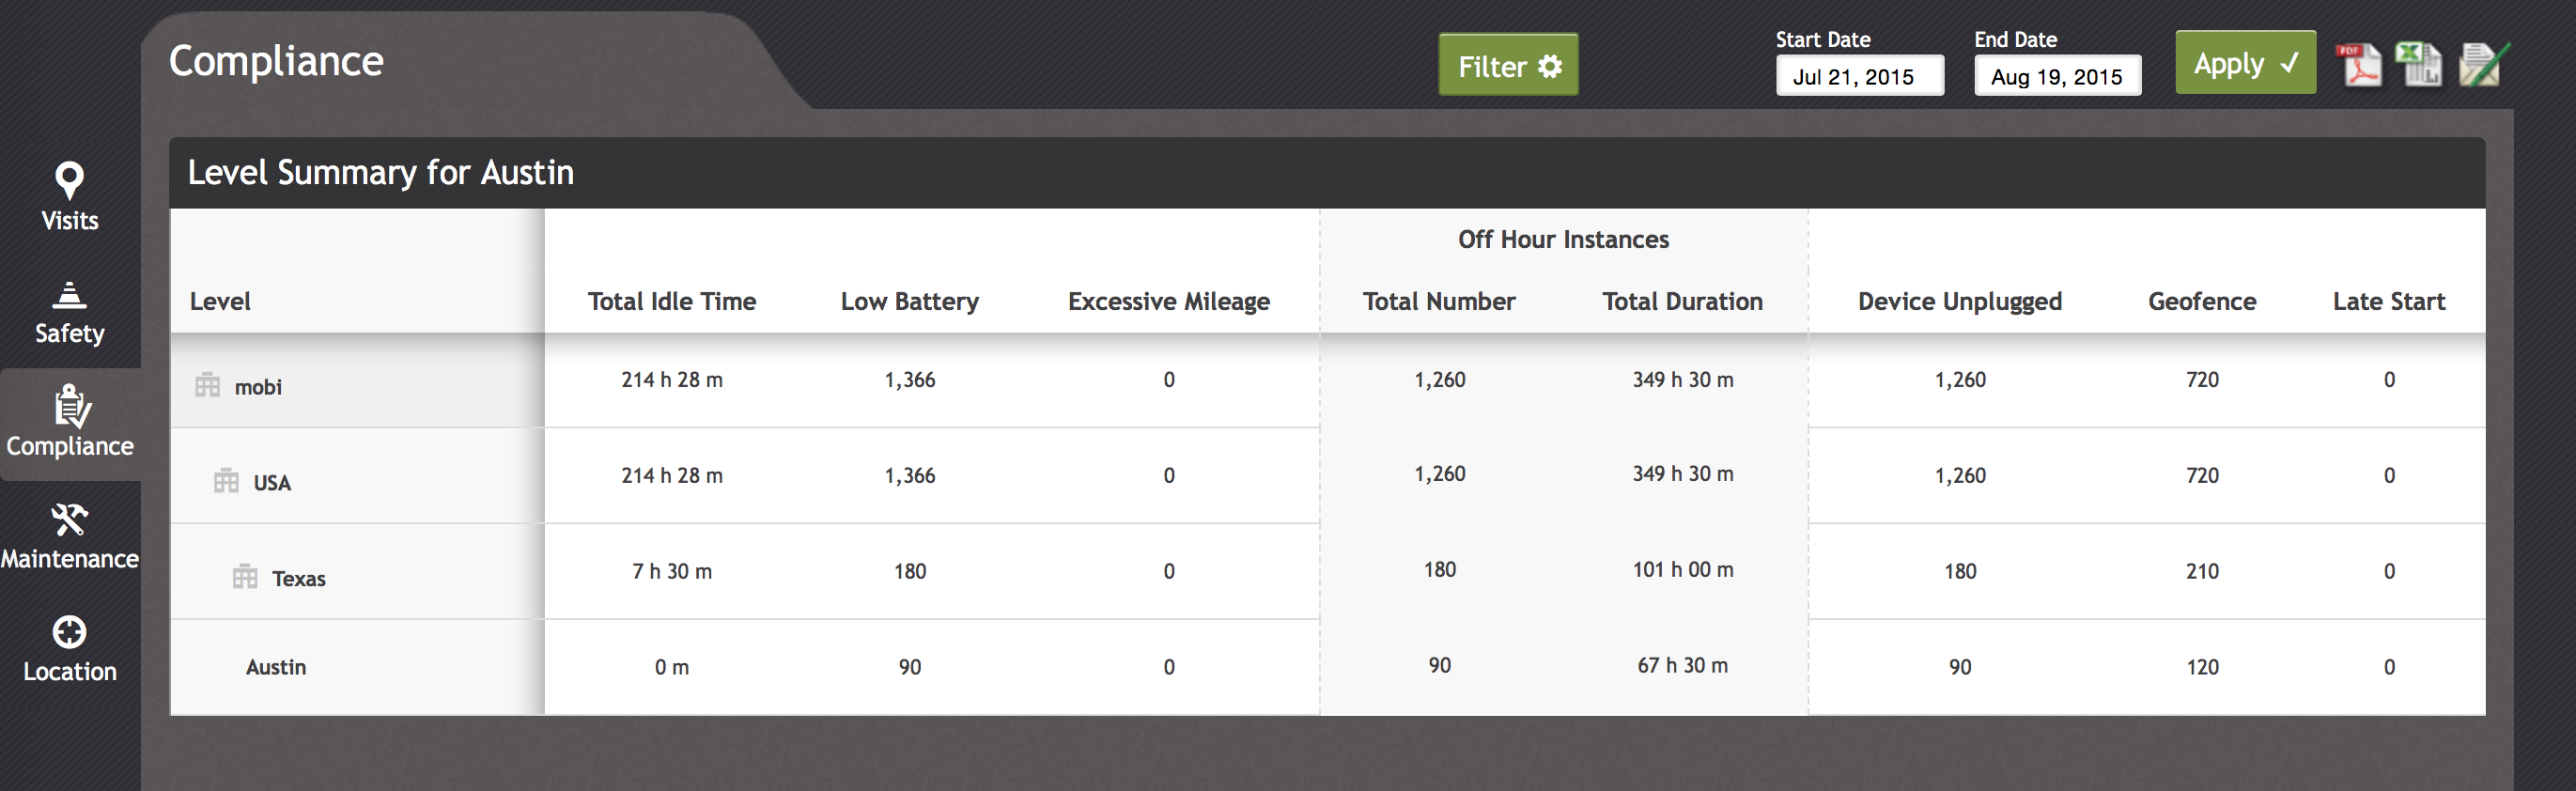 Compliance
Filter
Start Date
Jul 21, 2015
End Date
Aug 19, 2015
Apply
PDF
Visits
Safety
Compliance
Maintenance
Location
Level Summary for Austin
Off Hour Instances
Level Total Idle Time Low Battery Excessive Mileage Total Number Total Duration Device Unplugged Geofence Late Start
mobi 214 h 28 m 1,366 0 1,260 349 h 30 m 1,260 720 0
USA 214 h 28 m 1,366 0 1,260 349 h 30 m 1,260 720 0
Texas 7 h 30 m 180 0 180 101 h 00 m 180 210 0
Austin 0 m 90 0 90 67 h 30 m 90 120 0